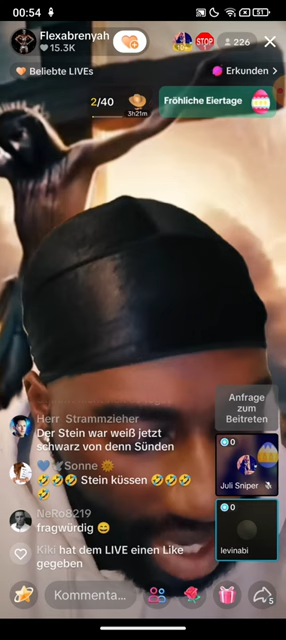 00:54
51
Flexabrenyah
15.3K
STOP
226
Beliebte LIVEs
Erkunden >
2/40
3h21m
Fröhliche Eiertage
Herr Strammzieher
Der Stein war weiß jetzt
schwarz von denn Sünden
💙🕊️Sonne 🌞
🤣🤣🤣 Stein küssen 🤣🤣🤣
🤣
NeRo8219
fragwürdig 😄
Kiki hat dem LIVE einen Like
gegeben
Anfrage
zum
Beitreten
0
Juli Sniper
0
levinabi
Kommenta...
5